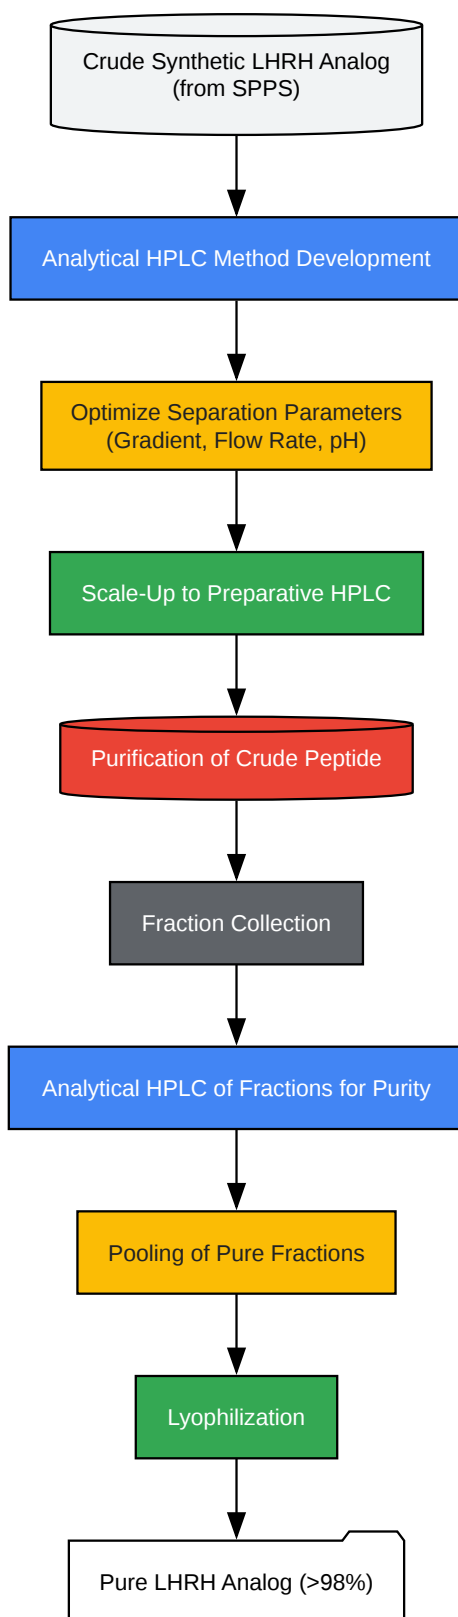 Crude Synthetic LHRH Analog
(from SPPS)
Analytical HPLC Method Development
Optimize Separation Parameters
(Gradient, Flow Rate, pH)
Scale-Up to Preparative HPLC
Purification of Crude Peptide
Fraction Collection
Analytical HPLC of Fractions for Purity
Pooling of Pure Fractions
Lyophilization
Pure LHRH Analog (>98%)